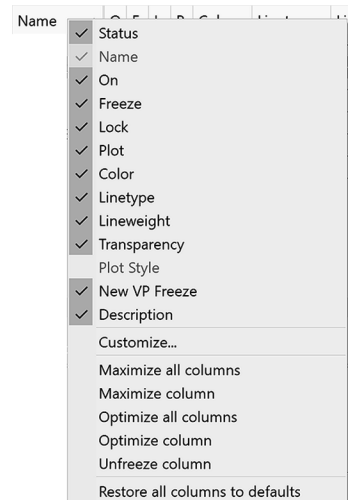 Name
Status
Name
On
Freeze
Lock
Plot
Color
Linetype
Lineweight
Transparency
Plot Style
New VP Freeze
Description
Customize...
Maximize all columns
Maximize column
Optimize all columns
Optimize column
Unfreeze column
Restore all columns to defaults